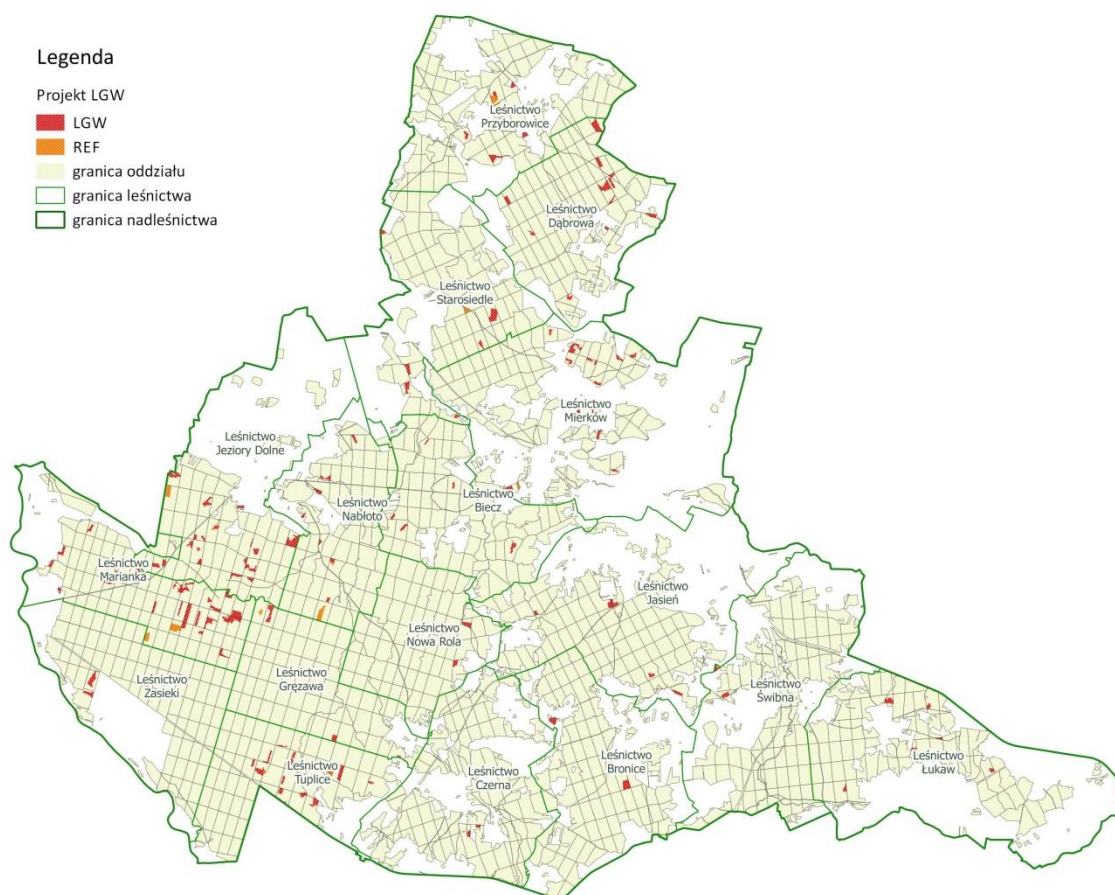 Legenda
Projekt LGW
LGW
REF
granica oddziału
granica leśnictwa
granica nadleśnictwa
Leśnictwo
Przyborowice
Leśnictwo
Dąbrowa
Leśnictwo
Starosiedle
Leśnictwo
Mierków
Leśnictwo
Jeziory Dolne
Leśnictwo
Nabłoto
Leśnictwo
Biecz
Leśnictwo
Marianka
Leśnictwo
Jasień
Leśnictwo
Nowa Rola
Leśnictwo
Zasieki
Leśnictwo
Gręzawa
Leśnictwo
Świbna
Leśnictwo
Tuplice
Leśnictwo
Czerna
Leśnictwo
Bronice
Leśnictwo
Łukaw